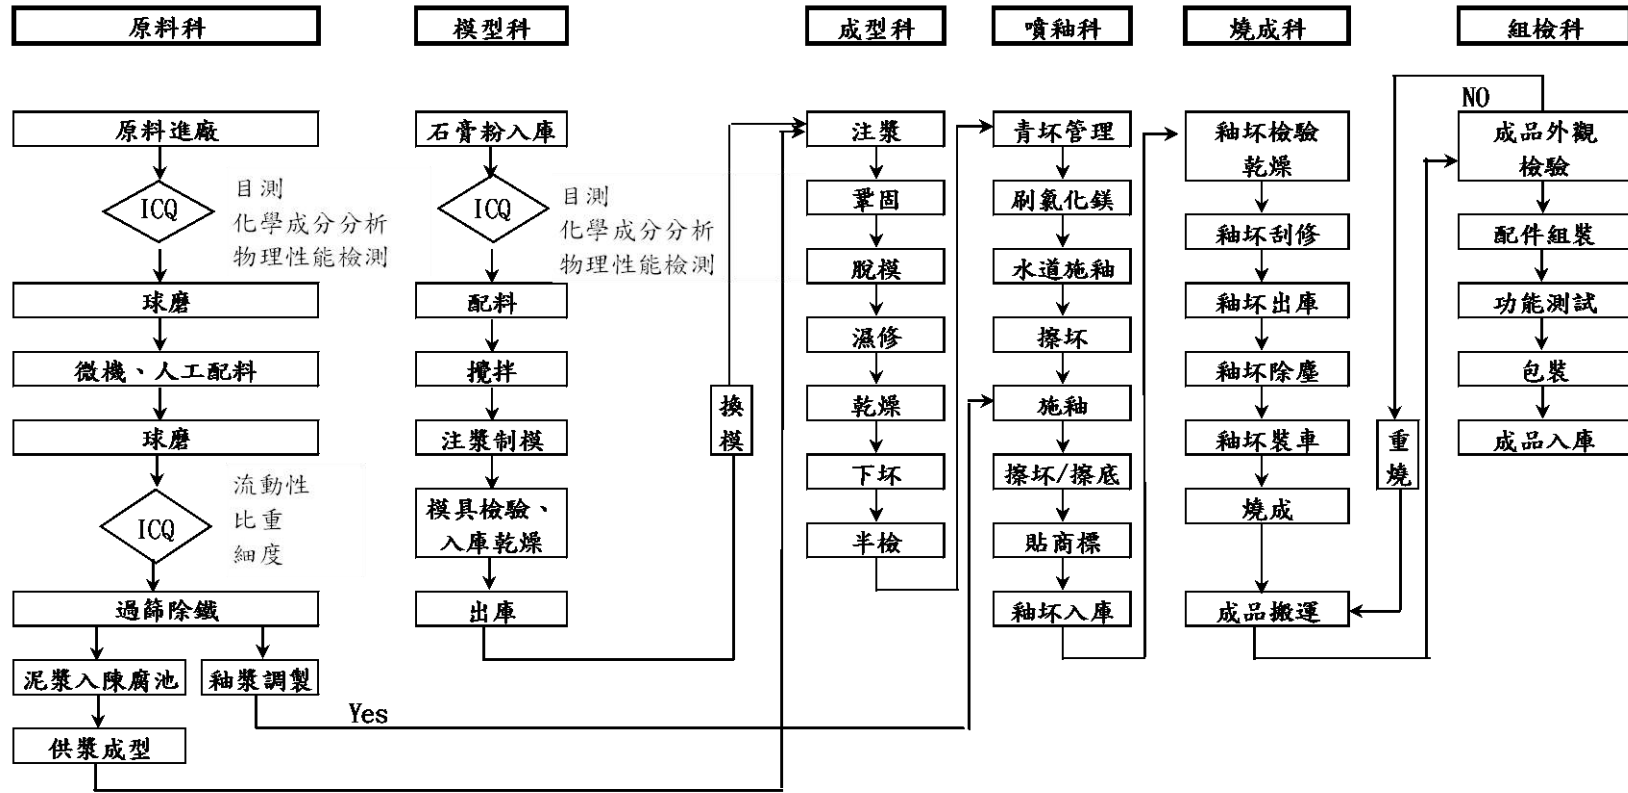 原料科
原料進廠
ICQ
目測
化學成分分析
物理性能檢測
球磨
微機、人工配料
球磨
ICQ
流動性
比重
細度
過篩除鐵
泥漿入陳腐池
釉漿調製
供漿成型
Yes
模型科
石膏粉入庫
ICQ
目測
化學成分分析
物理性能檢測
配料
攪拌
注漿制模
模具檢驗、
入庫乾燥
出庫
換
模
成型科
注漿
鞏固
脫模
濕修
乾燥
下坏
半檢
噴釉科
青坏管理
刷氯化鎂
水道施釉
擦坏
施釉
擦坏/擦底
貼商標
釉坏入庫
燒成科
釉坏檢驗
乾燥
釉坏刮修
釉坏出庫
釉坏除塵
釉坏裝車
燒成
成品搬運
重
燒
NO
組檢科
成品外觀
檢驗
配件組裝
功能測試
包裝
成品入庫